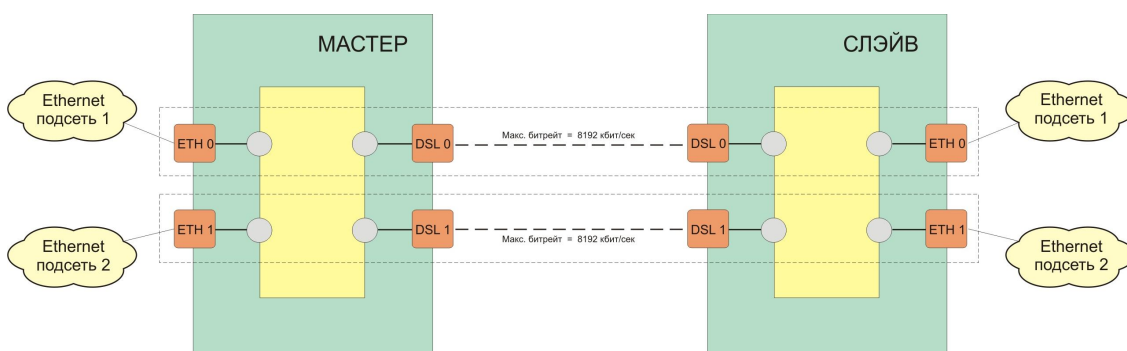 МАСТЕР
СЛЭЙВ
Ethernet
подсеть 1
ETH 0
DSL 0
Макс. битрейт = 8192 кбит/сек
DSL 0
ETH 0
Ethernet
подсеть 1
Ethernet
подсеть 2
ETH 1
DSL 1
Макс. битрейт = 8192 кбит/сек
DSL 1
ETH 1
Ethernet
подсеть 2